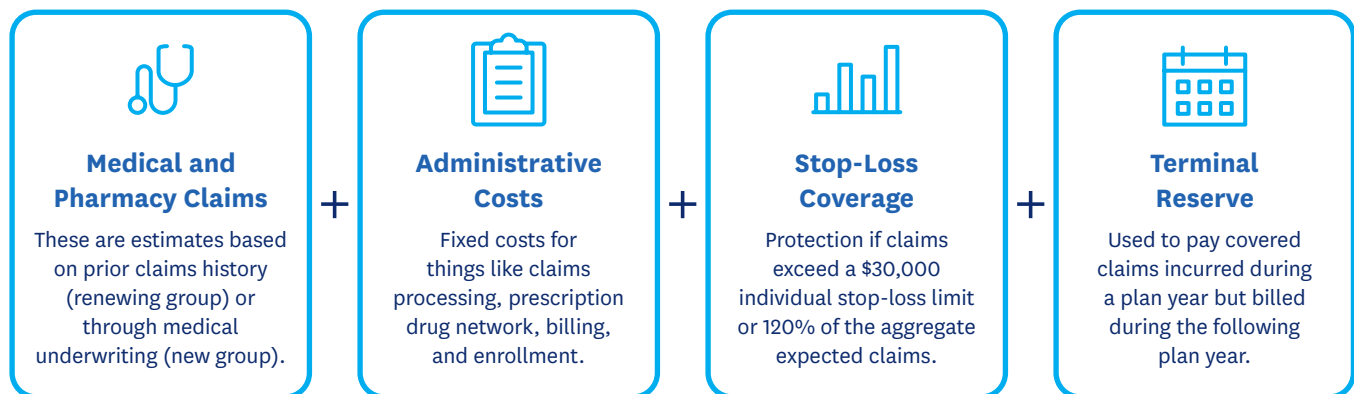 Medical and
Pharmacy Claims
These are estimates based
on prior claims history
(renewing group) or
through medical
underwriting (new group).
+
Administrative
Costs
Fixed costs for
things like claims
processing, prescription
drug network, billing,
and enrollment.
+
Stop-Loss
Coverage
Protection if claims
exceed a $30,000
individual stop-loss limit
or 120% of the aggregate
expected claims.
+
Terminal
Reserve
Used to pay covered
claims incurred during
a plan year but billed
during the following
plan year.